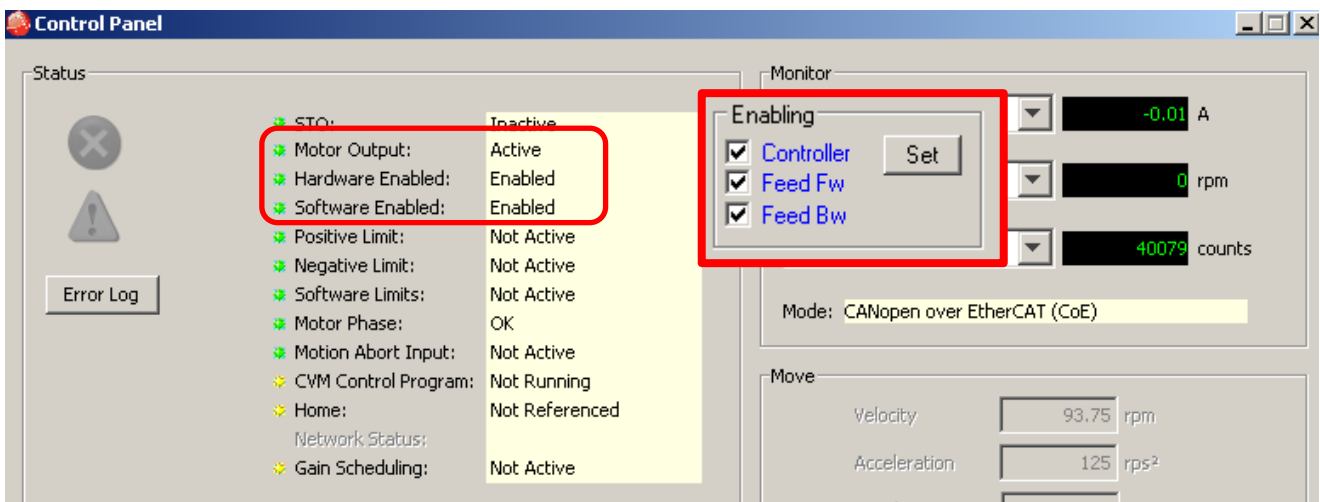 Control Panel
Status
STO: Inactive
Motor Output: Active
Hardware Enabled: Enabled
Software Enabled: Enabled
Positive Limit: Not Active
Negative Limit: Not Active
Software Limits: Not Active
Motor Phase: OK
Motion Abort Input: Not Active
CVM Control Program: Not Running
Home: Not Referenced
Network Status:
Gain Scheduling: Not Active
Error Log
Monitor
-0.01 A
0 rpm
40079 counts
Enabling
Controller
Set
Feed Fw
Feed Bw
Mode: CANopen over EtherCAT (CoE)
Move
Velocity 93.75 rpm
Acceleration 125 rps²